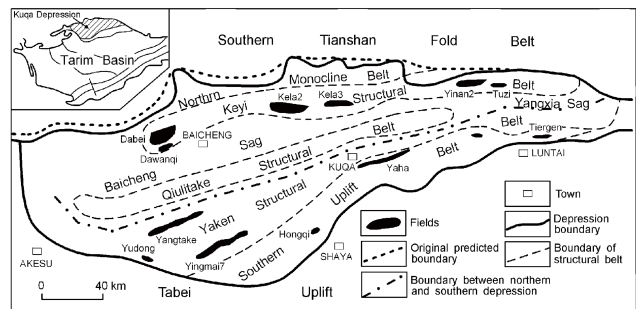 Kuqa Depression
Tarim Basin
Southern Tianshan Fold Belt
Northrn Monocline Belt
Keyi Structural Belt
Kela2
Kela3
Yinan2
Tuzi
Yangxia Sag
Dabei
BAICHENG
Dawanqi
Baicheng Sag
Qiulitake Structural Belt
KUQA
Yaha
Tiergen
LUNTAI
Yaken Structural Belt
Yangtake
Yudong
Yingmai7
Hongqi
SHAYA
AKESU
Southern Uplift
Tabei Uplift
0 40 km
Fields
Original predicted
boundary
Boundary between northern
and southern depression
Town
Depression
boundary
Boundary of
structural belt